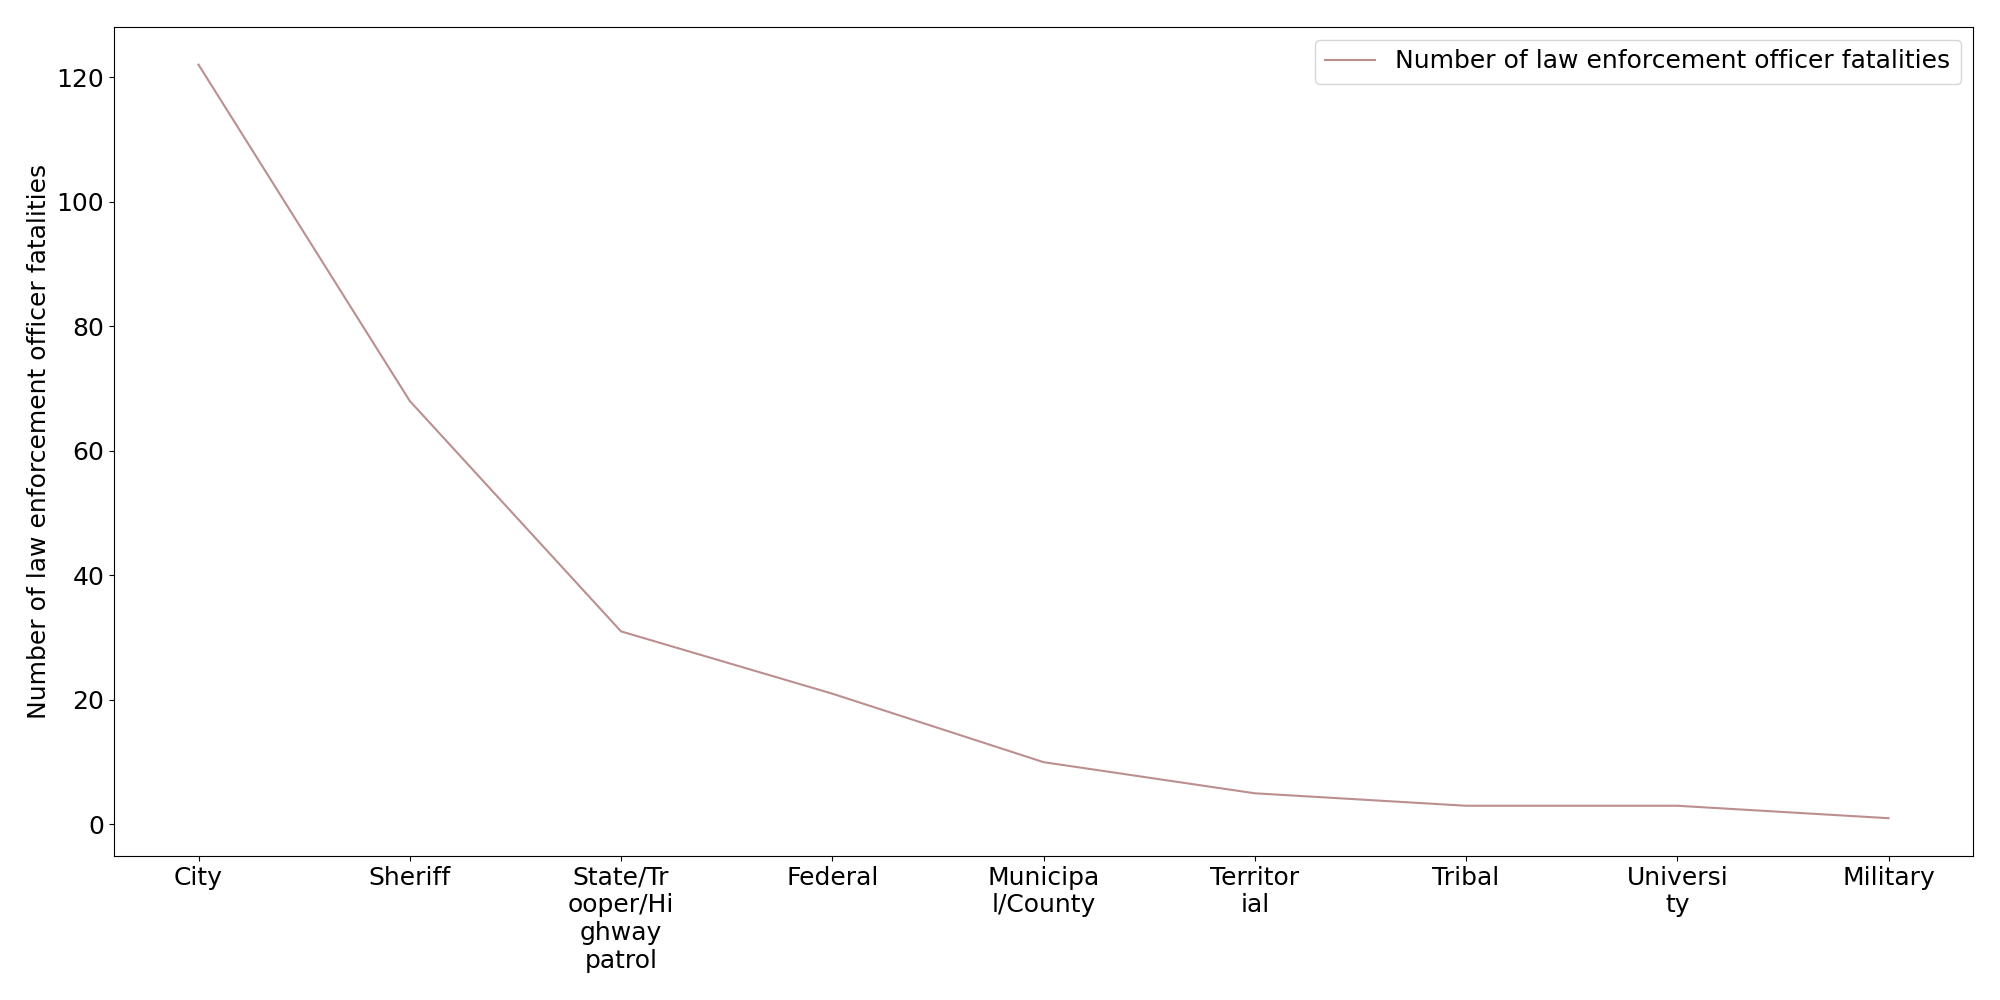 Number of law enforcement officer fatalities
Number of law enforcement officer fatalities
120
100
80
60
40
20
0
City
Sheriff
State/Tr
ooper/Hi
ghway
patrol
Federal
Municipa
l/County
Territor
ial
Tribal
Universi
ty
Military